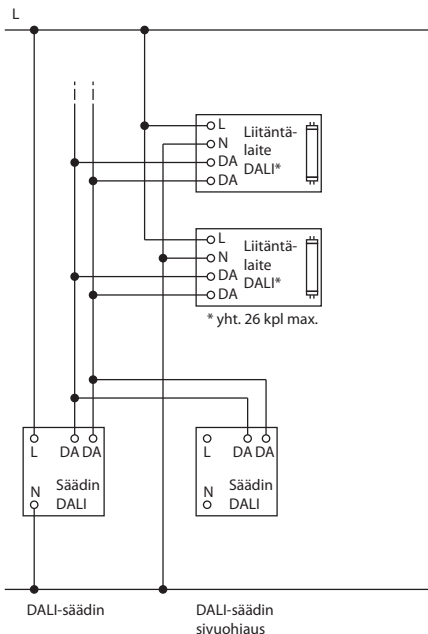 L
L
N
DA
DA
Liitäntä-
laite
DALI*
L
N
DA
DA
Liitäntä-
laite
DALI*
* yht. 26 kpl max.
L
DA DA
N
Säädin
DALI
L
DA DA
N
Säädin
DALI
DALI-säädin
DALI-säädin
sivuohjaus